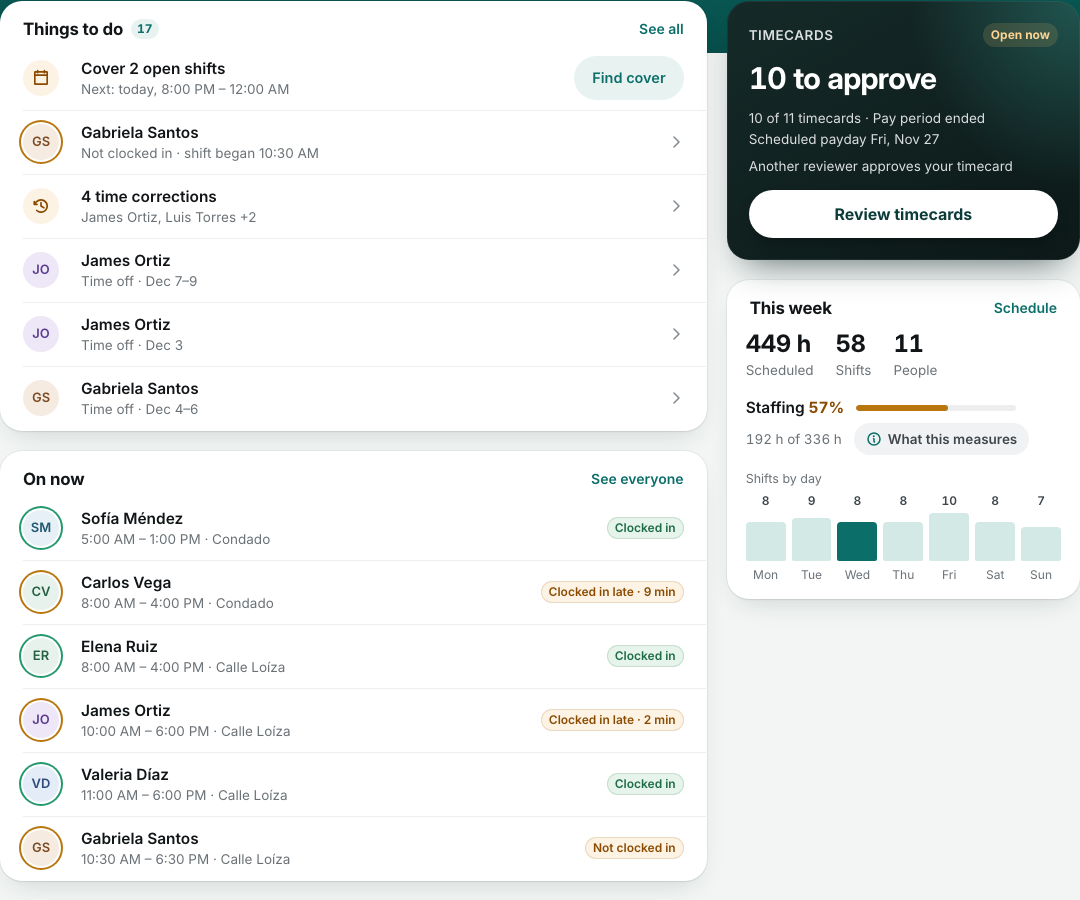 Things to do 17
See all
Cover 2 open shifts
Next: today, 8:00 PM – 12:00 AM
Find cover
GS
Gabriela Santos
Not clocked in · shift began 10:30 AM
4 time corrections
James Ortiz, Luis Torres +2
JO
James Ortiz
Time off · Dec 7–9
JO
James Ortiz
Time off · Dec 3
GS
Gabriela Santos
Time off · Dec 4–6
On now
See everyone
SM
Sofía Méndez
5:00 AM – 1:00 PM · Condado
Clocked in
CV
Carlos Vega
8:00 AM – 4:00 PM · Condado
Clocked in late · 9 min
ER
Elena Ruiz
8:00 AM – 4:00 PM · Calle Loíza
Clocked in
JO
James Ortiz
10:00 AM – 6:00 PM · Calle Loíza
Clocked in late · 2 min
VD
Valeria Díaz
11:00 AM – 6:00 PM · Calle Loíza
Clocked in
GS
Gabriela Santos
10:30 AM – 6:30 PM · Calle Loíza
Not clocked in
TIMECARDS
Open now
10 to approve
10 of 11 timecards · Pay period ended
Scheduled payday Fri, Nov 27
Another reviewer approves your timecard
Review timecards
This week
Schedule
449 h 58 11
Scheduled Shifts People
Staffing 57%
192 h of 336 h
What this measures
Shifts by day
8 9 8 8 10 8 7
Mon Tue Wed Thu Fri Sat Sun